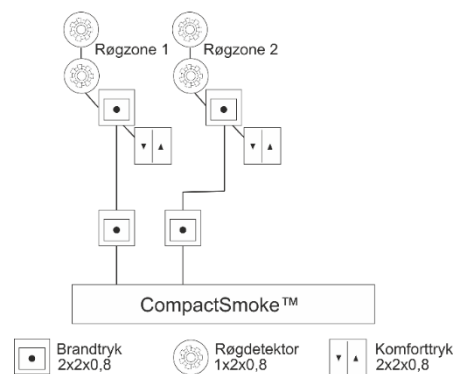 Røgzone 1
Røgzone 2
CompactSmoke™
Brandtryk
2x2x0,8
Røgdetektor
1x2x0,8
Komforttryk
2x2x0,8